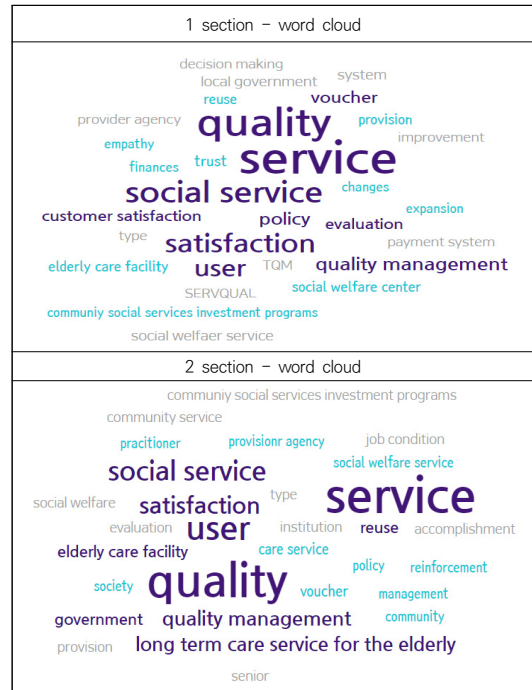 1 section - word cloud
decision making
local government
system
reuse
voucher
provider agency
quality
provision
improvement
empathy
service
finances
trust
social service
changes
expansion
customer satisfaction
policy
evaluation
type
satisfaction
payment system
elderly care facility
user
TQM
quality management
SERVQUAL
social welfare center
communiy social services investment programs
social welfaer service
2 section - word cloud
communiy social services investment programs
community service
practitioner
provisionr agency
job condition
social service
social welfare service
social welfare
satisfaction
type
service
evaluation
user
institution
reuse
accomplishment
elderly care facility
care service
policy
reinforcement
society
quality
voucher
management
government
quality management
community
provision
long term care service for the elderly
senior